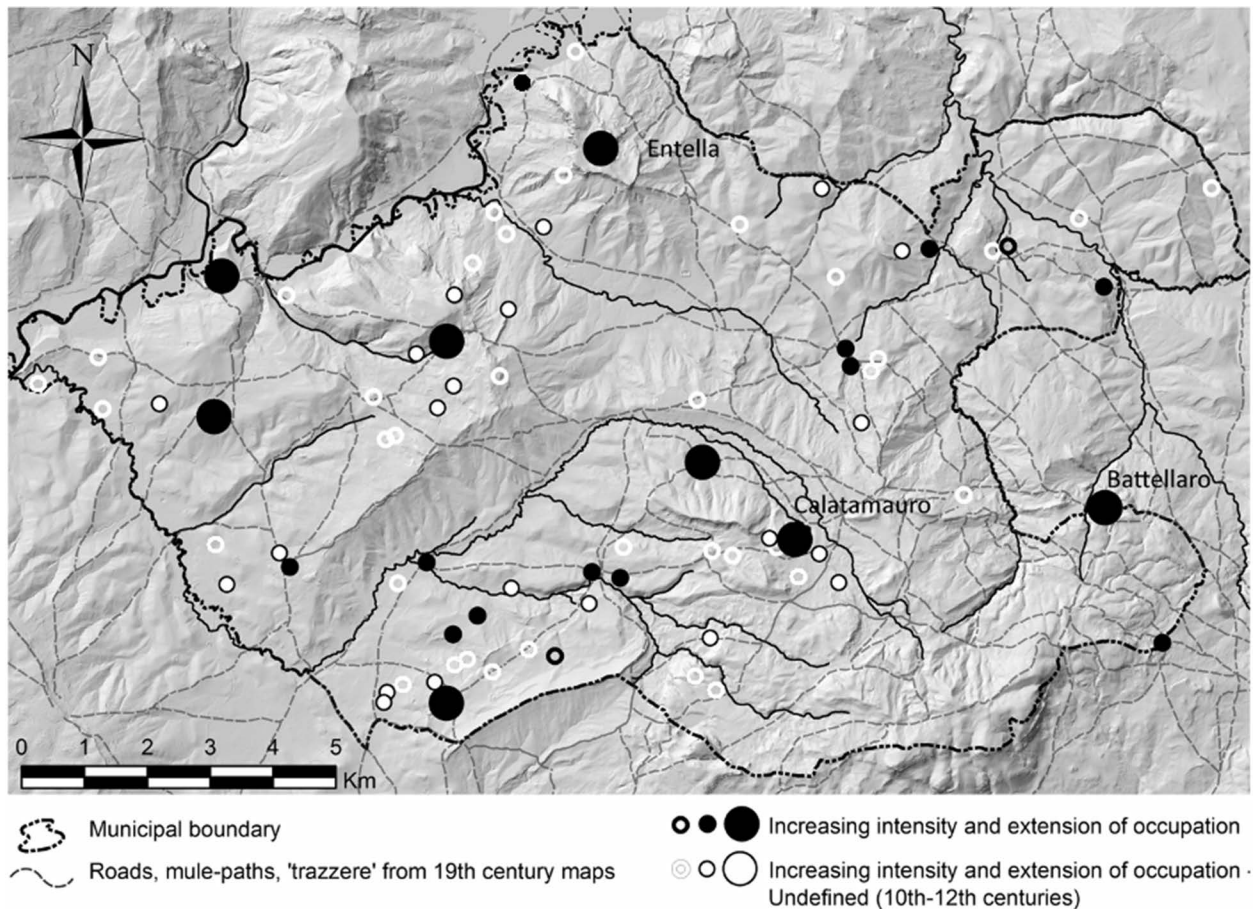 N
Entella
Battellaro
Calatamauro
0 1 2 3 4 5
Km
Municipal boundary
Roads, mule-paths, 'trazzere' from 19th century maps
Increasing intensity and extension of occupation
Increasing intensity and extension of occupation -
Undefined (10th-12th centuries)